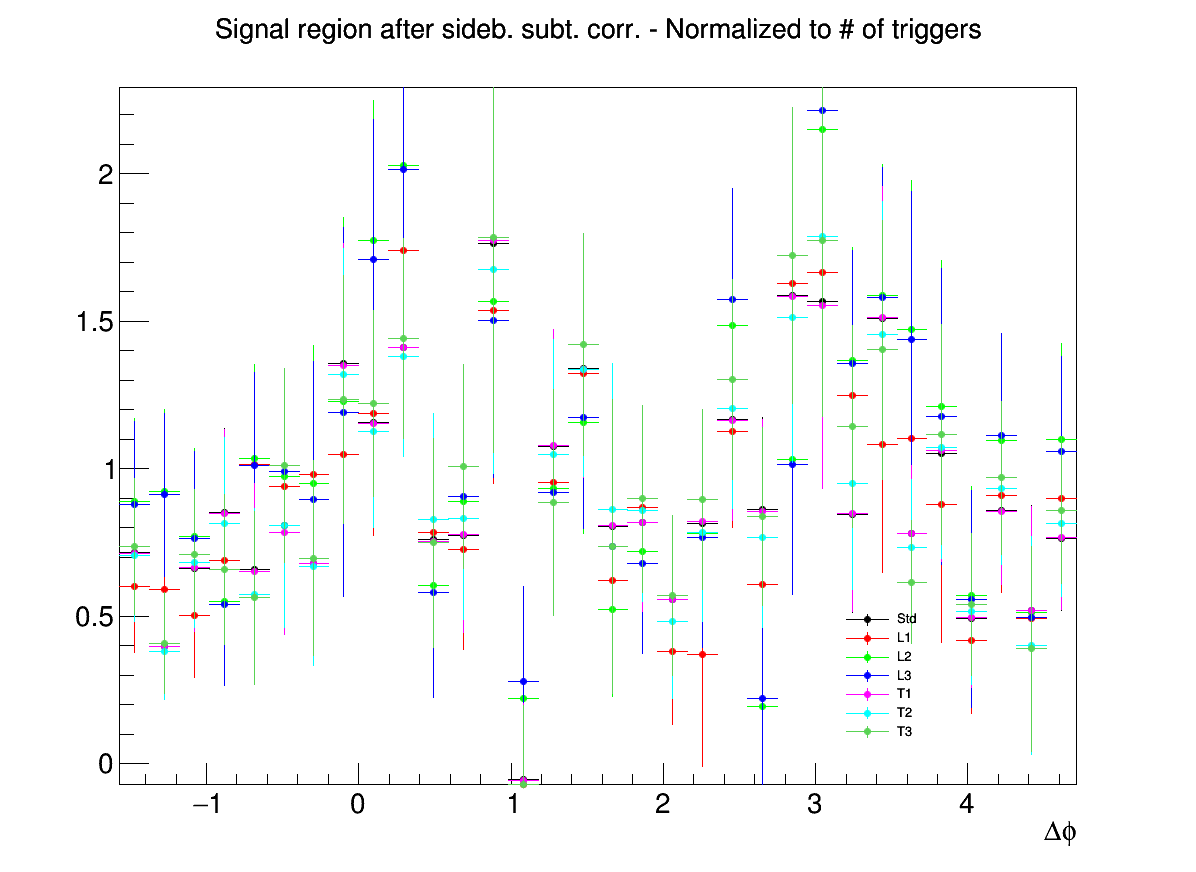 Signal region after sideb. subt. corr. - Normalized to # of triggers
2
1.5
1
0.5
0
−1 0 1 2 3 4
Δϕ
Std
L1
L2
L3
T1
T2
T3